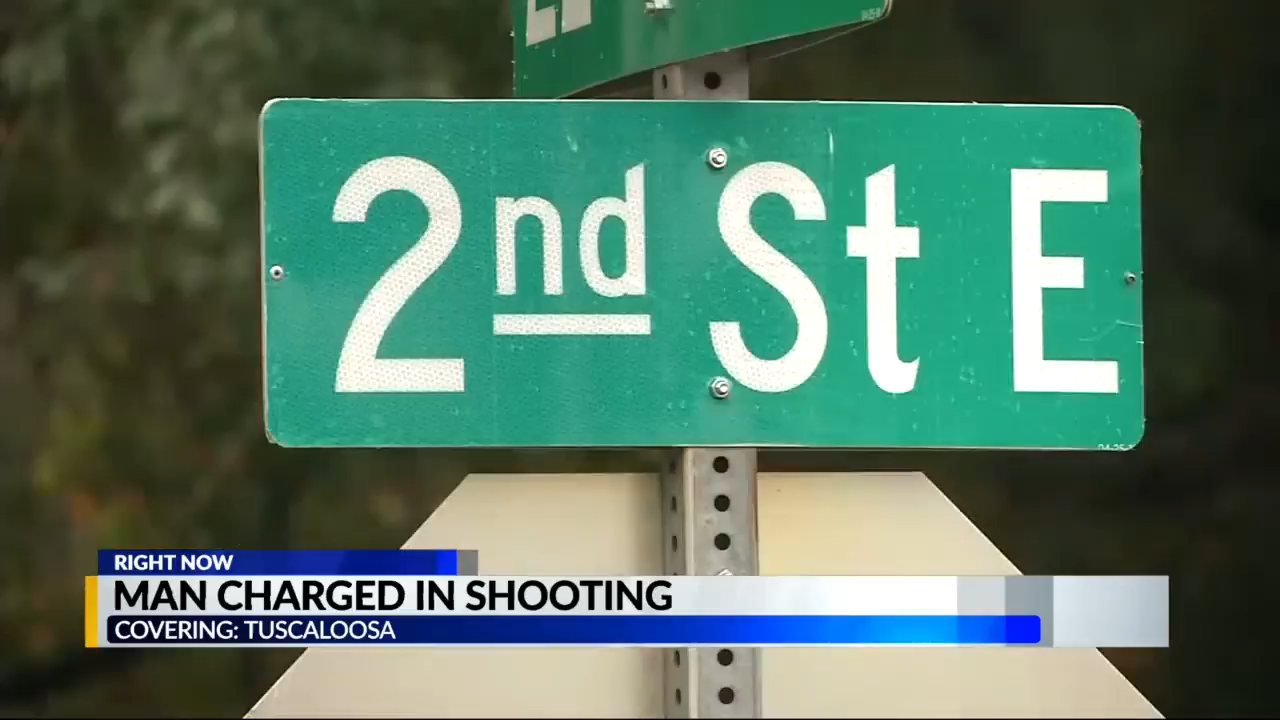 2nd St E
RIGHT NOW
MAN CHARGED IN SHOOTING
COVERING: TUSCALOOSA